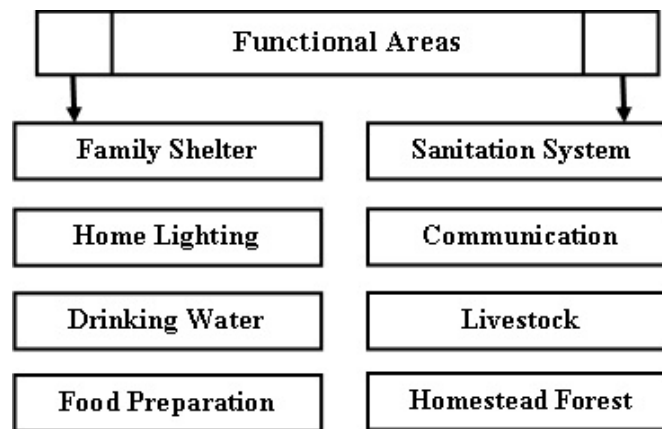 Functional Areas
Family Shelter
Sanitation System
Home Lighting
Communication
Drinking Water
Livestock
Food Preparation
Homestead Forest